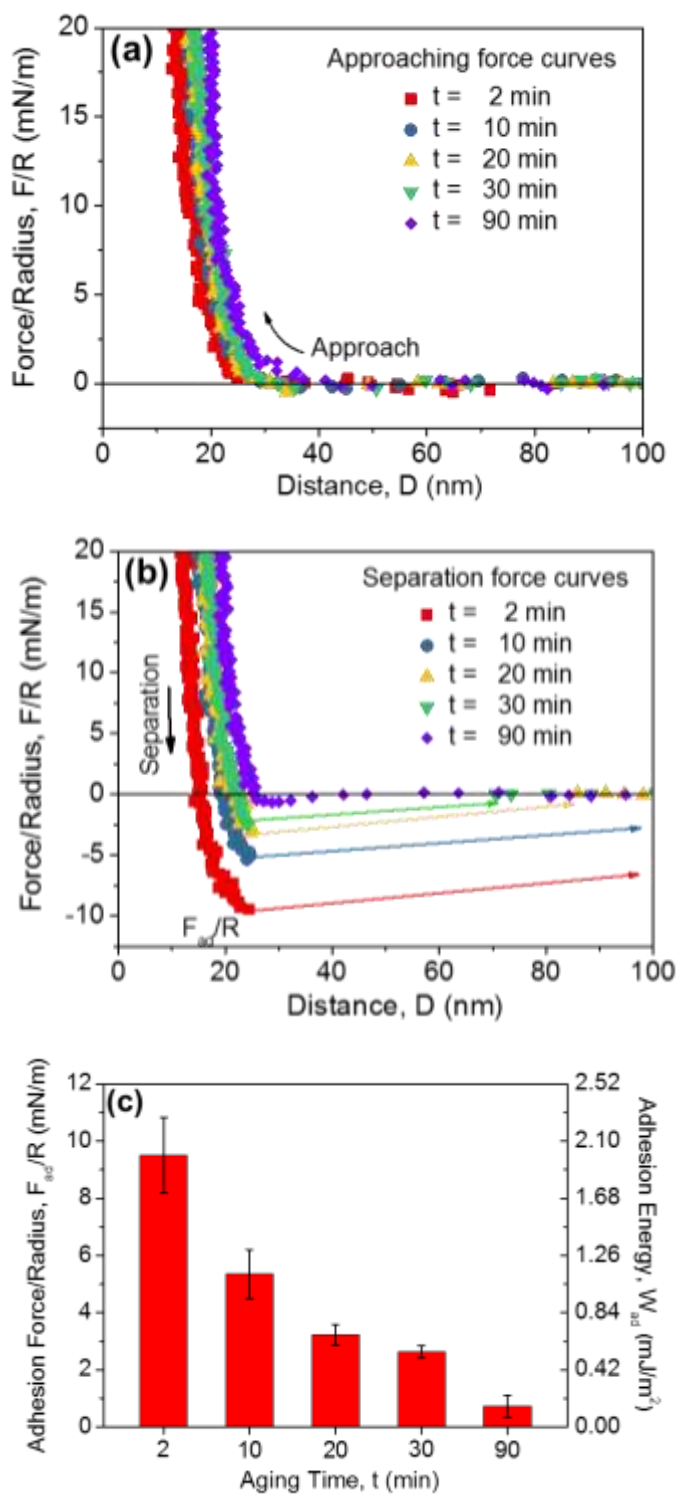 (a)
Approaching force curves
t = 2 min
t = 10 min
t = 20 min
t = 30 min
t = 90 min
Approach
Force/Radius, F/R (mN/m)
20
15
10
5
0
0 20 40 60 80 100
Distance, D (nm)
(b)
Separation force curves
t = 2 min
t = 10 min
t = 20 min
t = 30 min
t = 90 min
Separation
F_ad/R
Force/Radius, F/R (mN/m)
20
15
10
5
0
-5
-10
0 20 40 60 80 100
Distance, D (nm)
(c)
Adhesion Force/Radius, F_ad/R (mN/m)
12
10
8
6
4
2
0
2.52
2.10
1.68
1.26
0.84
0.42
0.00
Adhesion Energy, W_ad (mJ/m²)
2 10 20 30 90
Aging Time, t (min)